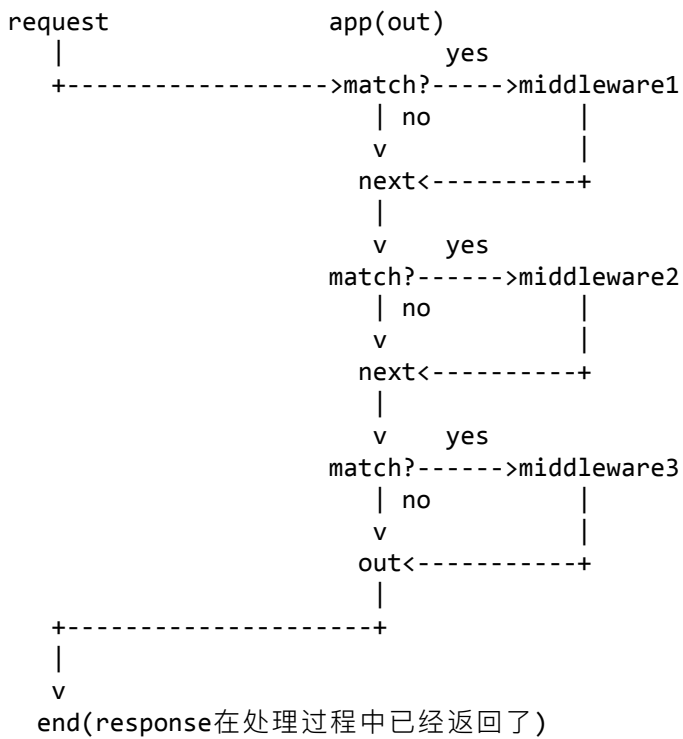 request app(out)
yes
+------------------>match?----->middleware1
| no |
v |
next<----------+
|
v yes
match?------>middleware2
| no |
v |
next<----------+
|
v yes
match?------>middleware3
| no |
v |
out<-----------+
|
+---------------------+
|
v
end(response在处理过程中已经返回了)